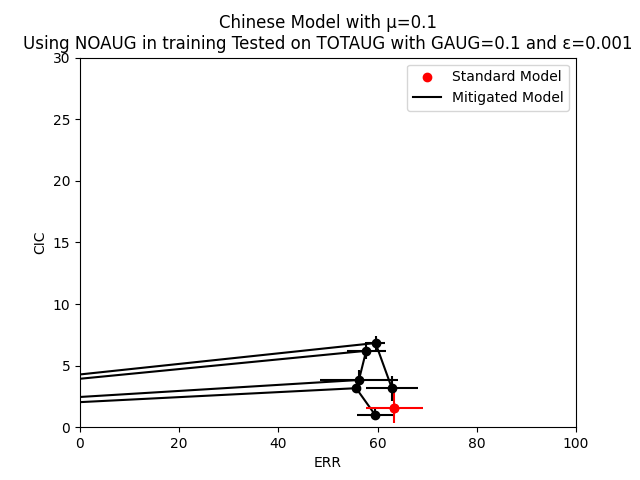 Chinese Model with μ=0.1
Using NOAUG in training Tested on TOTAUG with GAUG=0.1 and ε=0.001
Standard Model
Mitigated Model
30
25
20
15
10
5
0
CIC
0 20 40 60 80 100
ERR